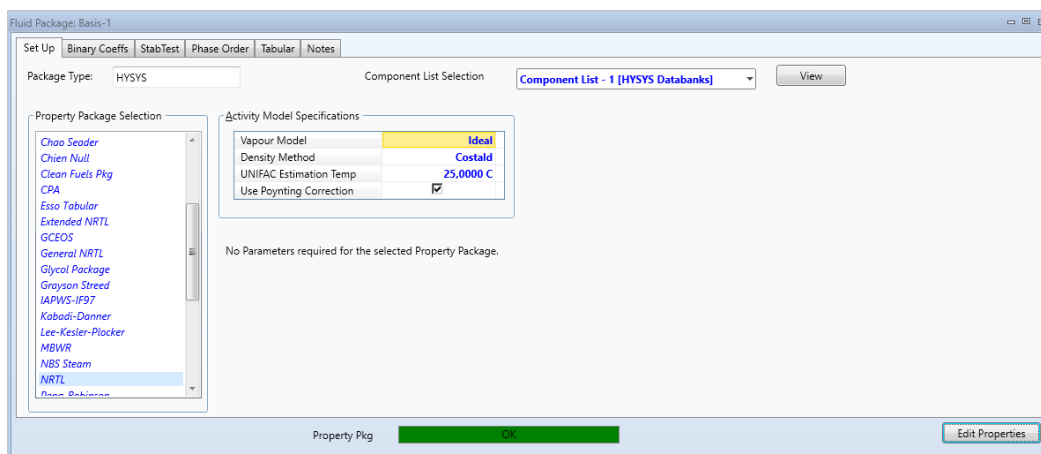 Fluid Package: Basis-1
Set Up Binary Coeffs StabTest Phase Order Tabular Notes
Package Type: HYSYS Component List Selection Component List - 1 [HYSYS Databanks] View
Property Package Selection
Chao Seader
Chien Null
Clean Fuels Pkg
CPA
Esso Tabular
Extended NRTL
GCEOS
General NRTL
Glycol Package
Grayson Streed
IAPWS-IF97
Kabadi-Danner
Lee-Kesler-Plocker
MBWR
NBS Steam
NRTL
Peng-Robinson
Activity Model Specifications
Vapour Model Ideal
Density Method Costald
UNIFAC Estimation Temp 25,0000 C
Use Poynting Correction
No Parameters required for the selected Property Package.
Property Pkg OK Edit Properties